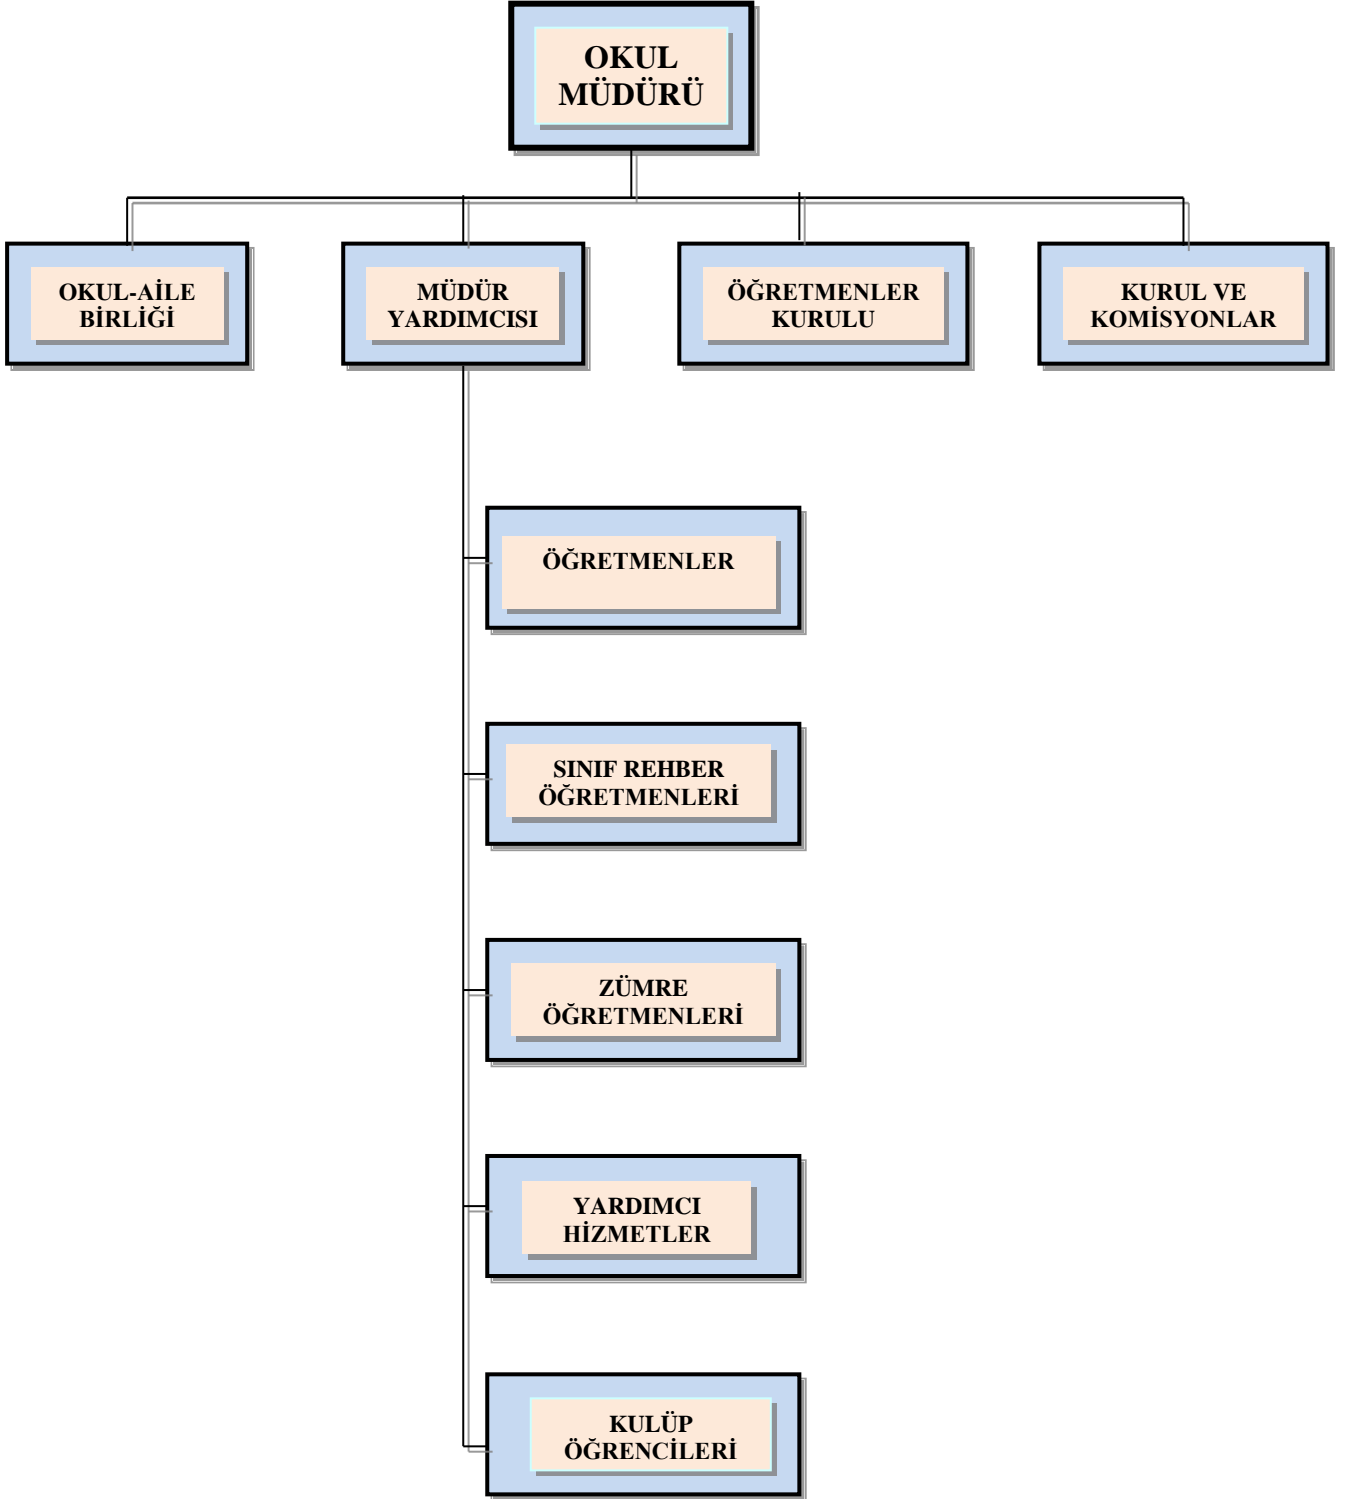 OKUL
MÜDÜRÜ
OKUL-AİLE
BİRLİĞİ
MÜDÜR
YARDIMCISI
ÖĞRETMENLER
KURULU
KURUL VE
KOMİSYONLAR
ÖĞRETMENLER
SINIF REHBER
ÖĞRETMENLERİ
ZÜMRE
ÖĞRETMENLERİ
YARDIMCI
HİZMETLER
KULÜP
ÖĞRENCİLERİ